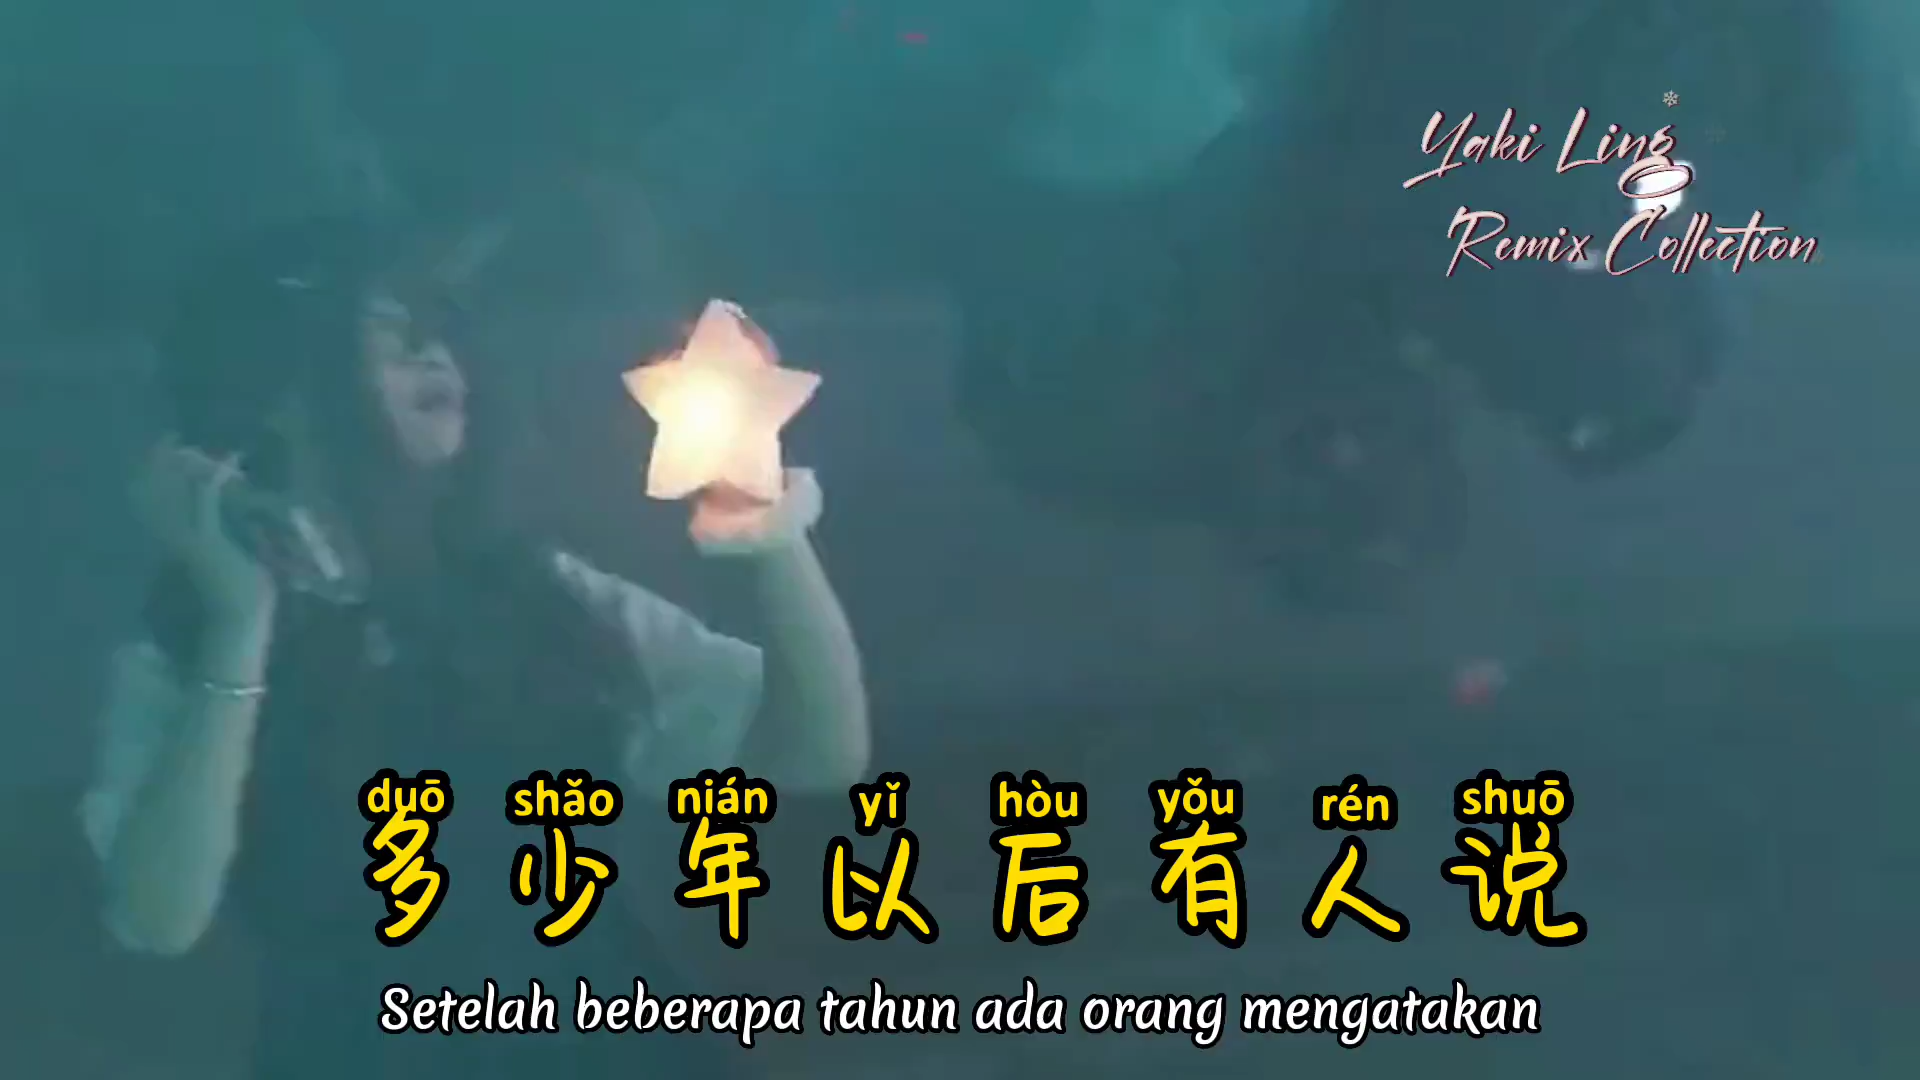 Yaki Ling
Remix Collection
duō shǎo nián yǐ hòu yǒu rén shuō
多少年以后有人说
Setelah beberapa tahun ada orang mengatakan